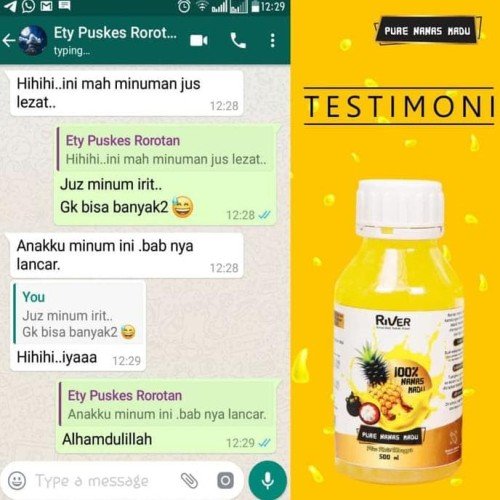 12:29
Ety Puskes Rorot...
typing...
Hihihi..ini mah minuman jus
lezat..
12:28
Ety Puskes Rorotan
Hihihi..ini mah minuman jus lezat..
Juz minum irit..
Gk bisa banyak2 😅
12:28
Anakku minum ini .bab nya
lancar.
12:28
You
Juz minum irit..
Gk bisa banyak2 😅
Hihihi..iyaaa
12:29
Ety Puskes Rorotan
Anakku minum ini .bab nya lancar.
Alhamdulillah
12:29
Type a message
PURE NANAS MADU
TESTIMONI
RIVER
100%
NANAS
MADU
PURE NANAS MADU
500 ml